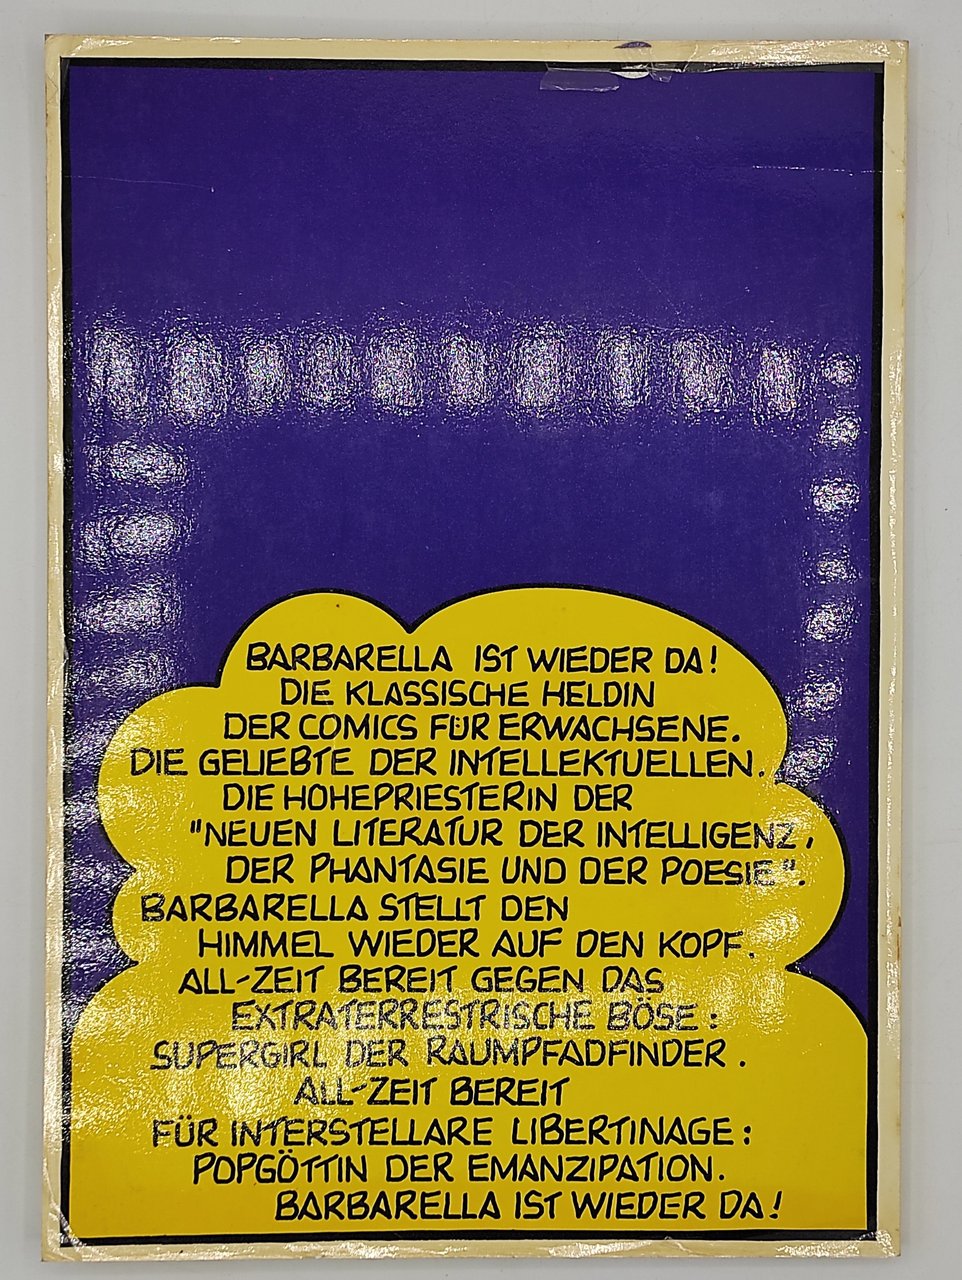 BARBARELLA IST WIEDER DA!
DIE KLASSISCHE HELDIN
DER COMICS FÜR ERWACHSENE.
DIE GELIEBTE DER INTELLEKTUELLEN.
DIE HOHEPRIESTERIN DER
"NEUEN LITERATUR DER INTELLIGENZ,
DER PHANTASIE UND DER POESIE".
BARBARELLA STELLT DEN
HIMMEL WIEDER AUF DEN KOPF.
ALL-ZEIT BEREIT GEGEN DAS
EXTRATERRESTRISCHE BÖSE:
SUPERGIRL DER RAUMPFADFINDER.
ALL-ZEIT BEREIT
FÜR INTERSTELLARE LIBERTINAGE:
POPGÖTTIN DER EMANZIPATION.
BARBARELLA IST WIEDER DA!